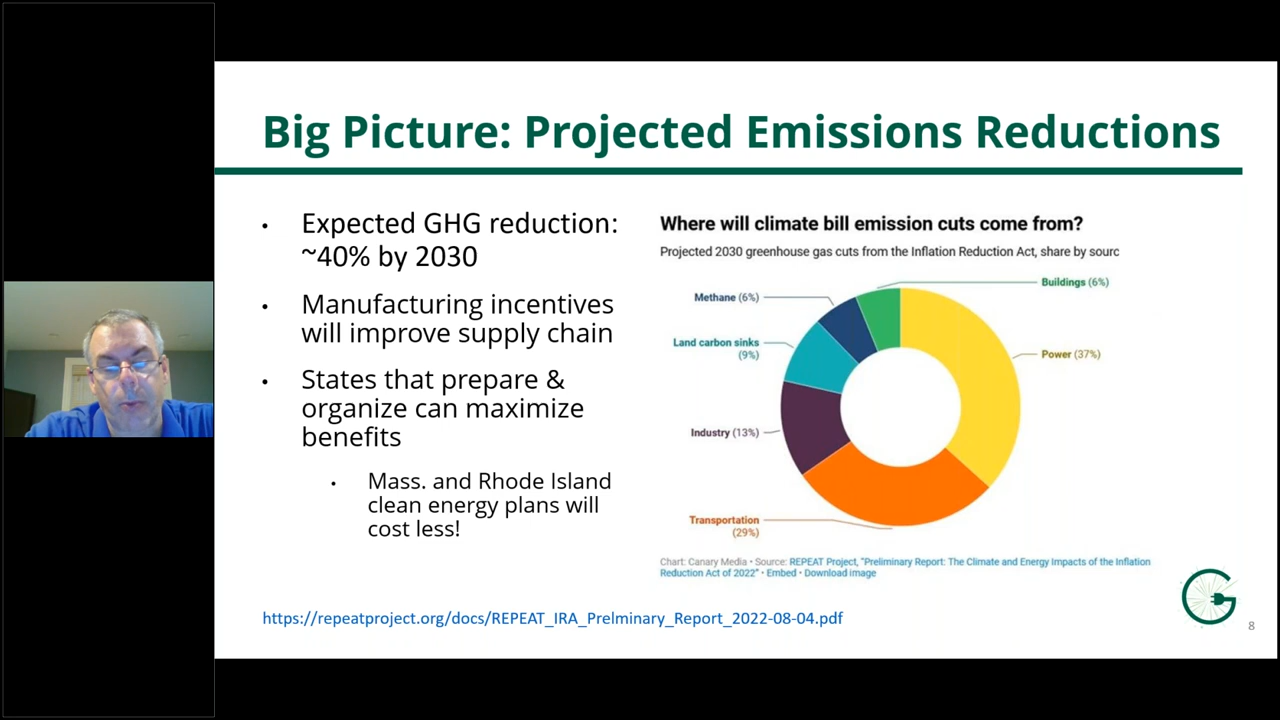 Big Picture: Projected Emissions Reductions
• Expected GHG reduction:
~40% by 2030
• Manufacturing incentives
will improve supply chain
• States that prepare &
organize can maximize
benefits
• Mass. and Rhode Island
clean energy plans will
cost less!
Where will climate bill emission cuts come from?
Projected 2030 greenhouse gas cuts from the Inflation Reduction Act, share by sourc
Buildings (6%)
Methane (6%)
Land carbon sinks
(9%)
Power (37%)
Industry (13%)
Transportation
(29%)
Chart: Canary Media • Source: REPEAT Project, "Preliminary Report: The Climate and Energy Impacts of the Inflation
Reduction Act of 2022" • Embed • Download image
https://repeatproject.org/docs/REPEAT_IRA_Prelminary_Report_2022-08-04.pdf
G
8